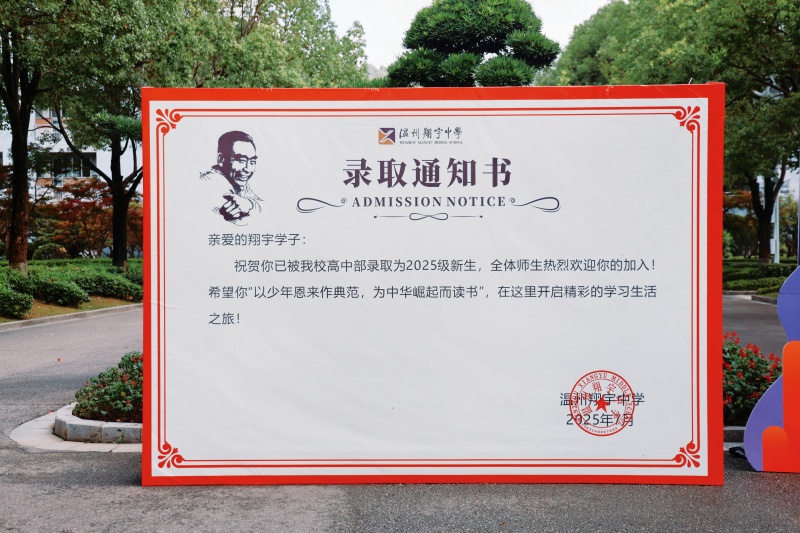 温州翔宇中学
WENZHOU XIANGYU MIDDLE SCHOOL
录取通知书
ADMISSION NOTICE
亲爱的翔宇学子：
祝贺你已被我校高中部录取为2025级新生，全体师生热烈欢迎你的加入！
希望你“以少年恩来作典范，为中华崛起而读书”，在这里开启精彩的学习生活
之旅！
温州翔宇中学
2025年7月